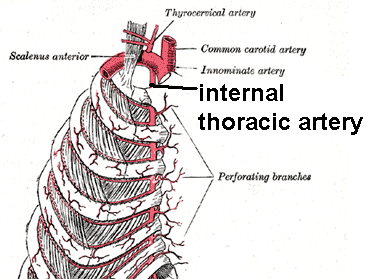 Thyrocervical artery
Common carotid artery
Scalenus anterior
Innominate artery
internal
thoracic artery
Perforating branches